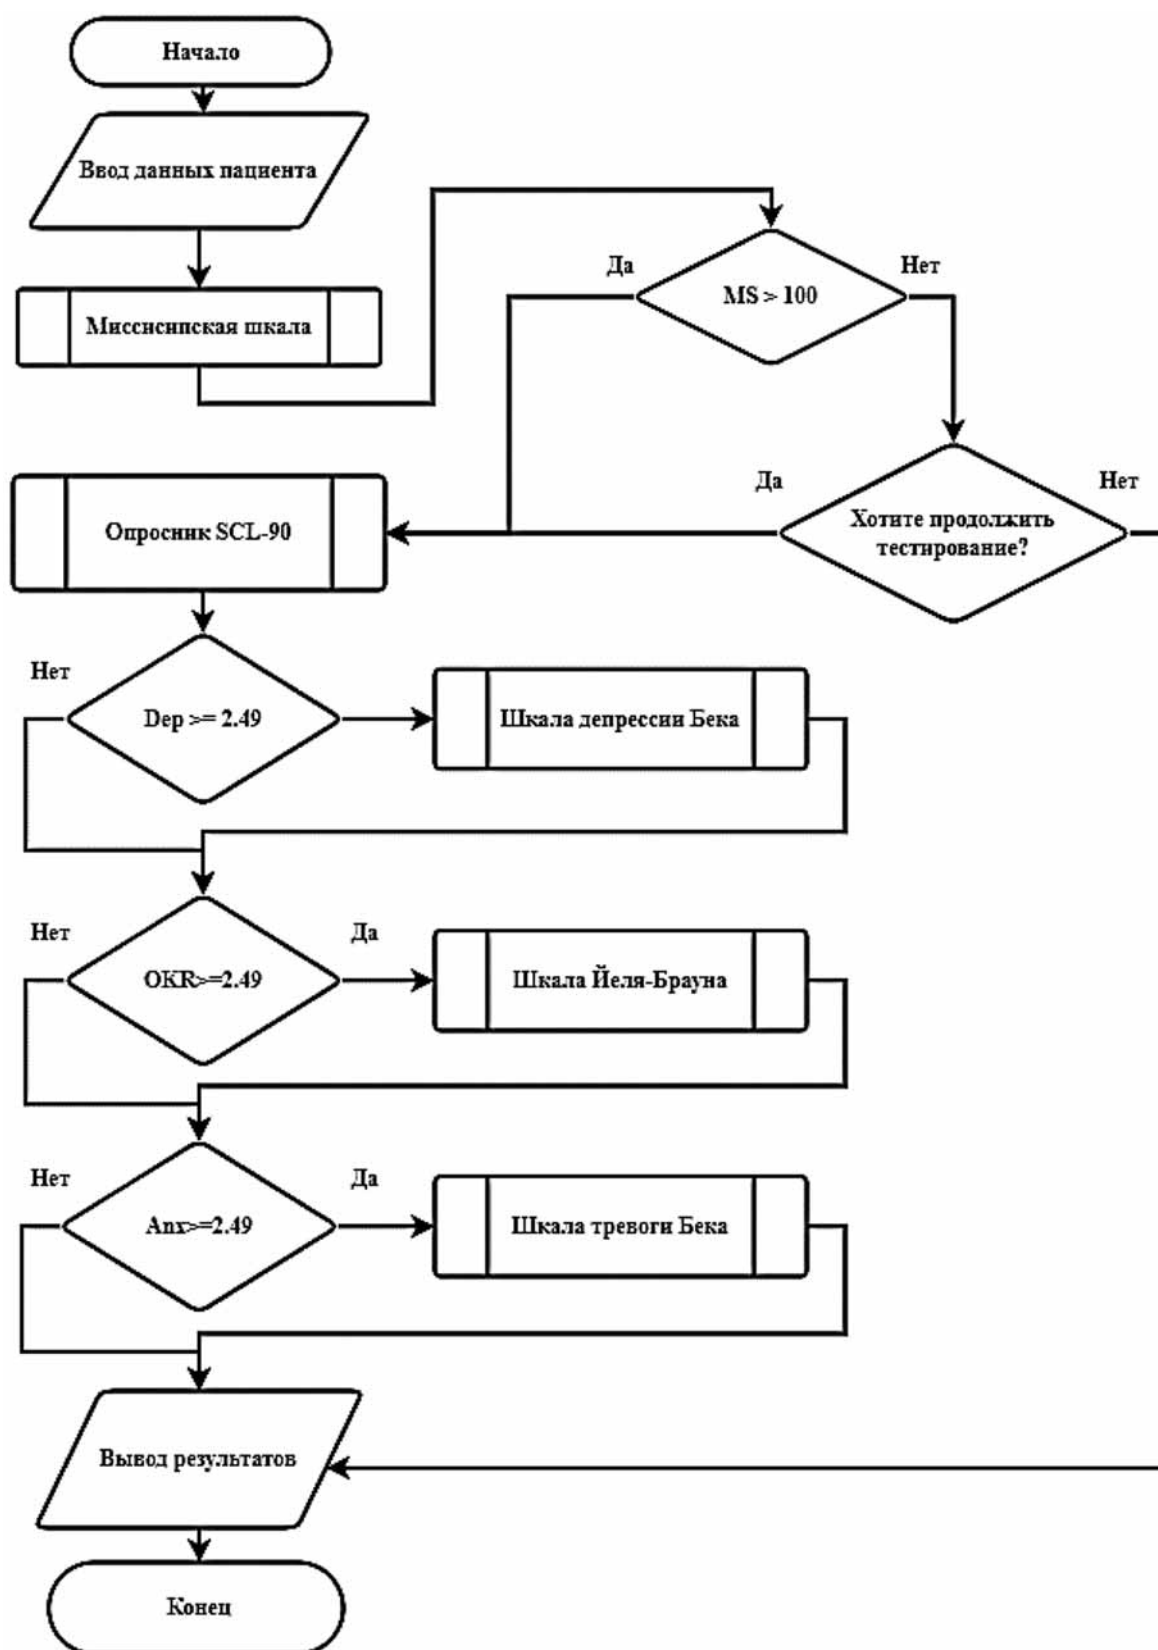 Начало
Ввод данных пациента
Миссисипская шкала
Да
Нет
MS > 100
Да
Нет
Хотите продолжить
тестирование?
Опросник SCL-90
Нет
Dep >= 2.49
Шкала депрессии Бека
Нет
Да
OKR>=2.49
Шкала Йеля-Брауна
Нет
Да
Anx>=2.49
Шкала тревоги Бека
Вывод результатов
Конец